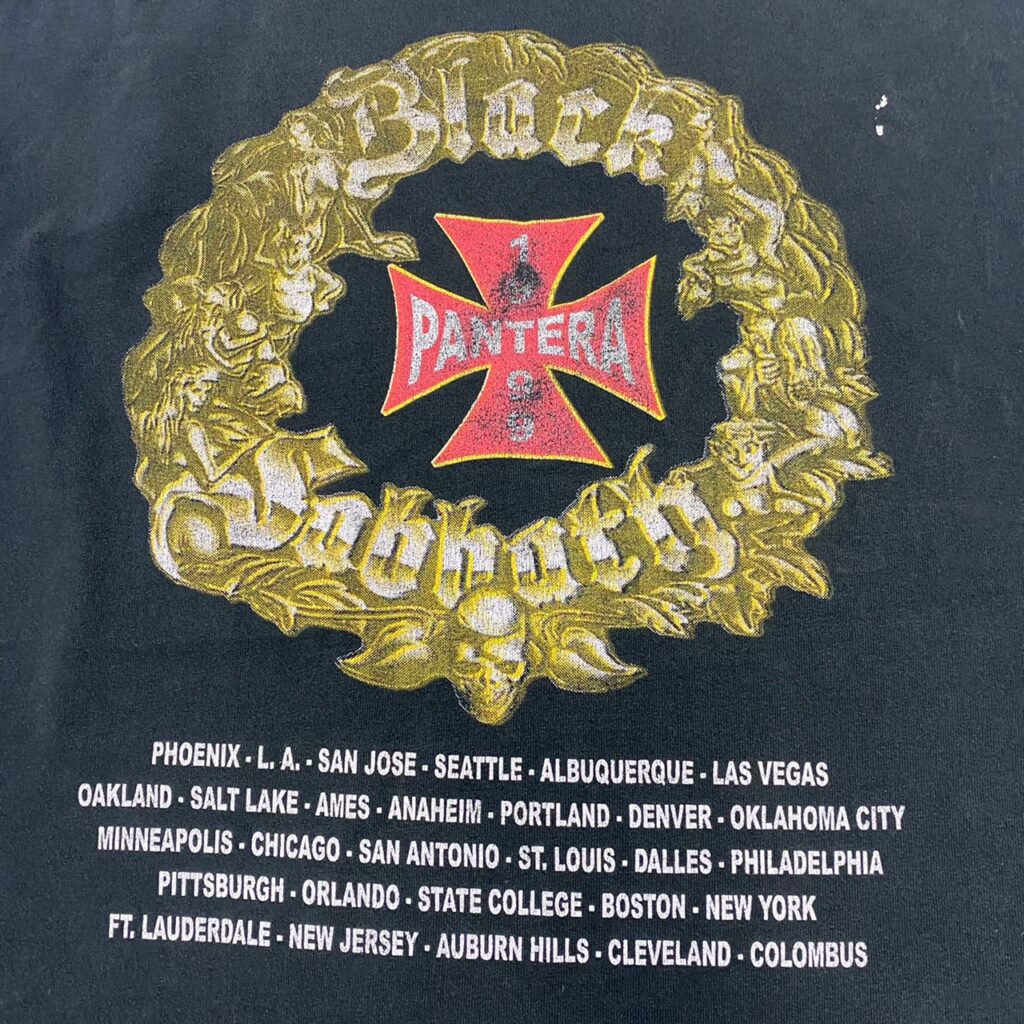 Black
1
9
PANTERA
9
9
Sabbath
PHOENIX - L. A. - SAN JOSE - SEATTLE - ALBUQUERQUE - LAS VEGAS
OAKLAND - SALT LAKE - AMES - ANAHEIM - PORTLAND - DENVER - OKLAHOMA CITY
MINNEAPOLIS - CHICAGO - SAN ANTONIO - ST. LOUIS - DALLES - PHILADELPHIA
PITTSBURGH - ORLANDO - STATE COLLEGE - BOSTON - NEW YORK
FT. LAUDERDALE - NEW JERSEY - AUBURN HILLS - CLEVELAND - COLOMBUS